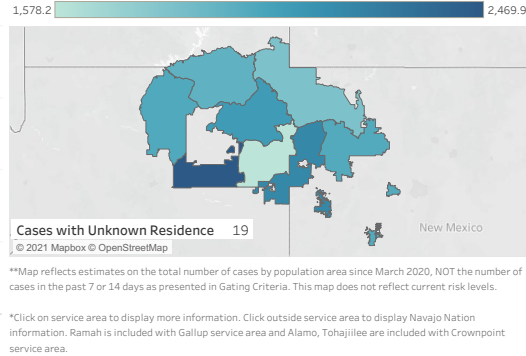 1,578.2 2,469.9
New Mexico
Cases with Unknown Residence 19
© 2021 Mapbox © OpenStreetMap
**Map reflects estimates on the total number of cases by population area since March 2020, NOT the number of
cases in the past 7 or 14 days as presented in Gating Criteria. This map does not reflect current risk levels.
*Click on service area to display more information. Click outside service area to display Navajo Nation
information. Ramah is included with Gallup service area and Alamo, Tohajiilee are included with Crownpoint
service area.